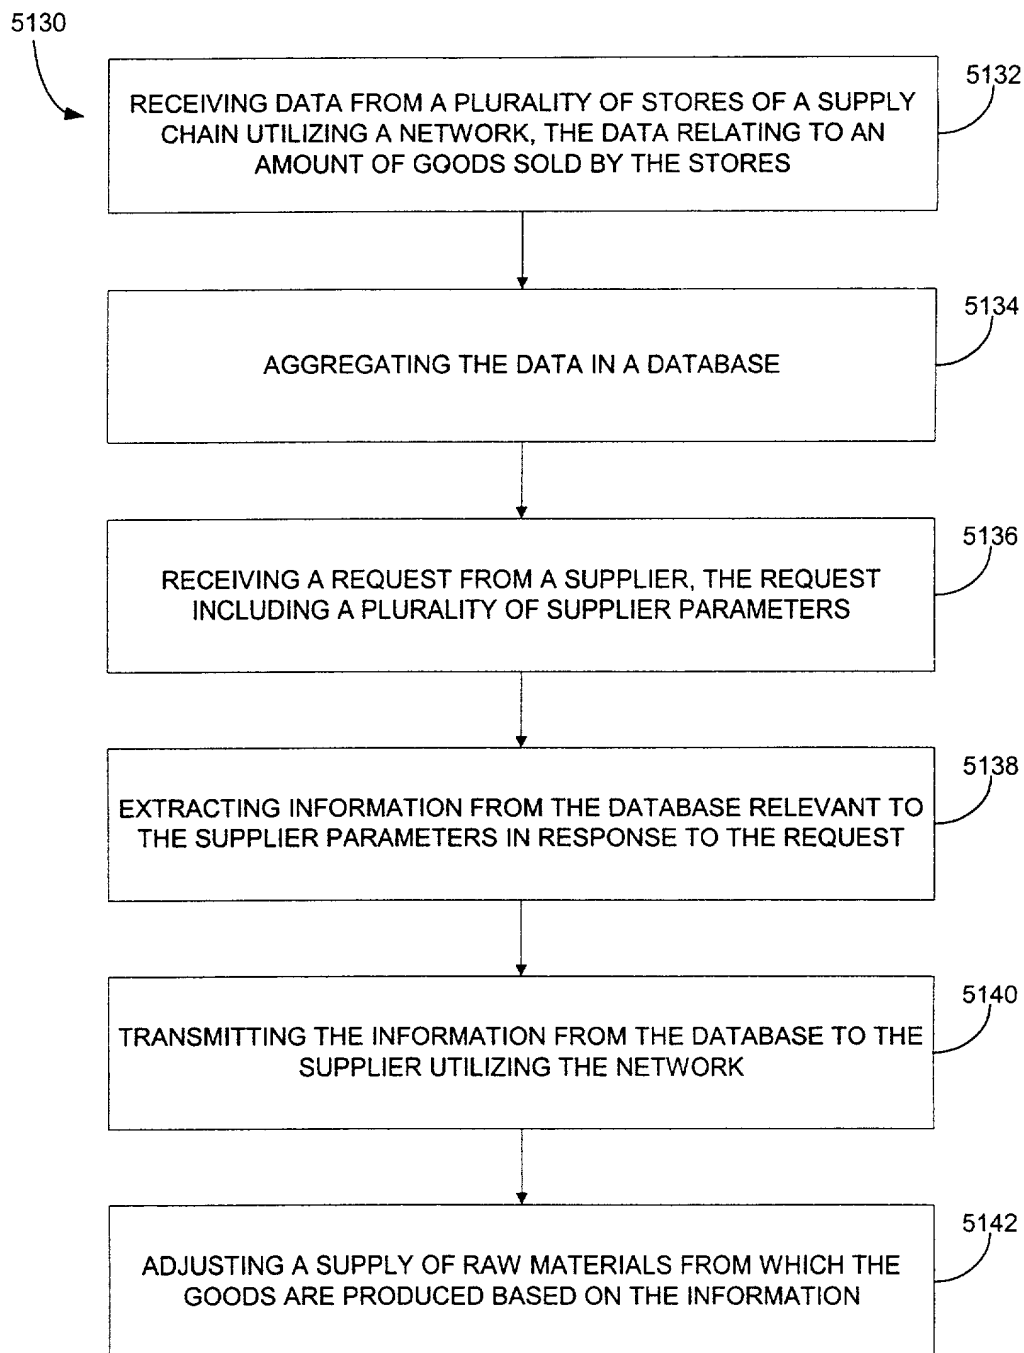 5130
5132
RECEIVING DATA FROM A PLURALITY OF STORES OF A SUPPLY
CHAIN UTILIZING A NETWORK, THE DATA RELATING TO AN
AMOUNT OF GOODS SOLD BY THE STORES
5134
AGGREGATING THE DATA IN A DATABASE
5136
RECEIVING A REQUEST FROM A SUPPLIER, THE REQUEST
INCLUDING A PLURALITY OF SUPPLIER PARAMETERS
5138
EXTRACTING INFORMATION FROM THE DATABASE RELEVANT TO
THE SUPPLIER PARAMETERS IN RESPONSE TO THE REQUEST
5140
TRANSMITTING THE INFORMATION FROM THE DATABASE TO THE
SUPPLIER UTILIZING THE NETWORK
5142
ADJUSTING A SUPPLY OF RAW MATERIALS FROM WHICH THE
GOODS ARE PRODUCED BASED ON THE INFORMATION